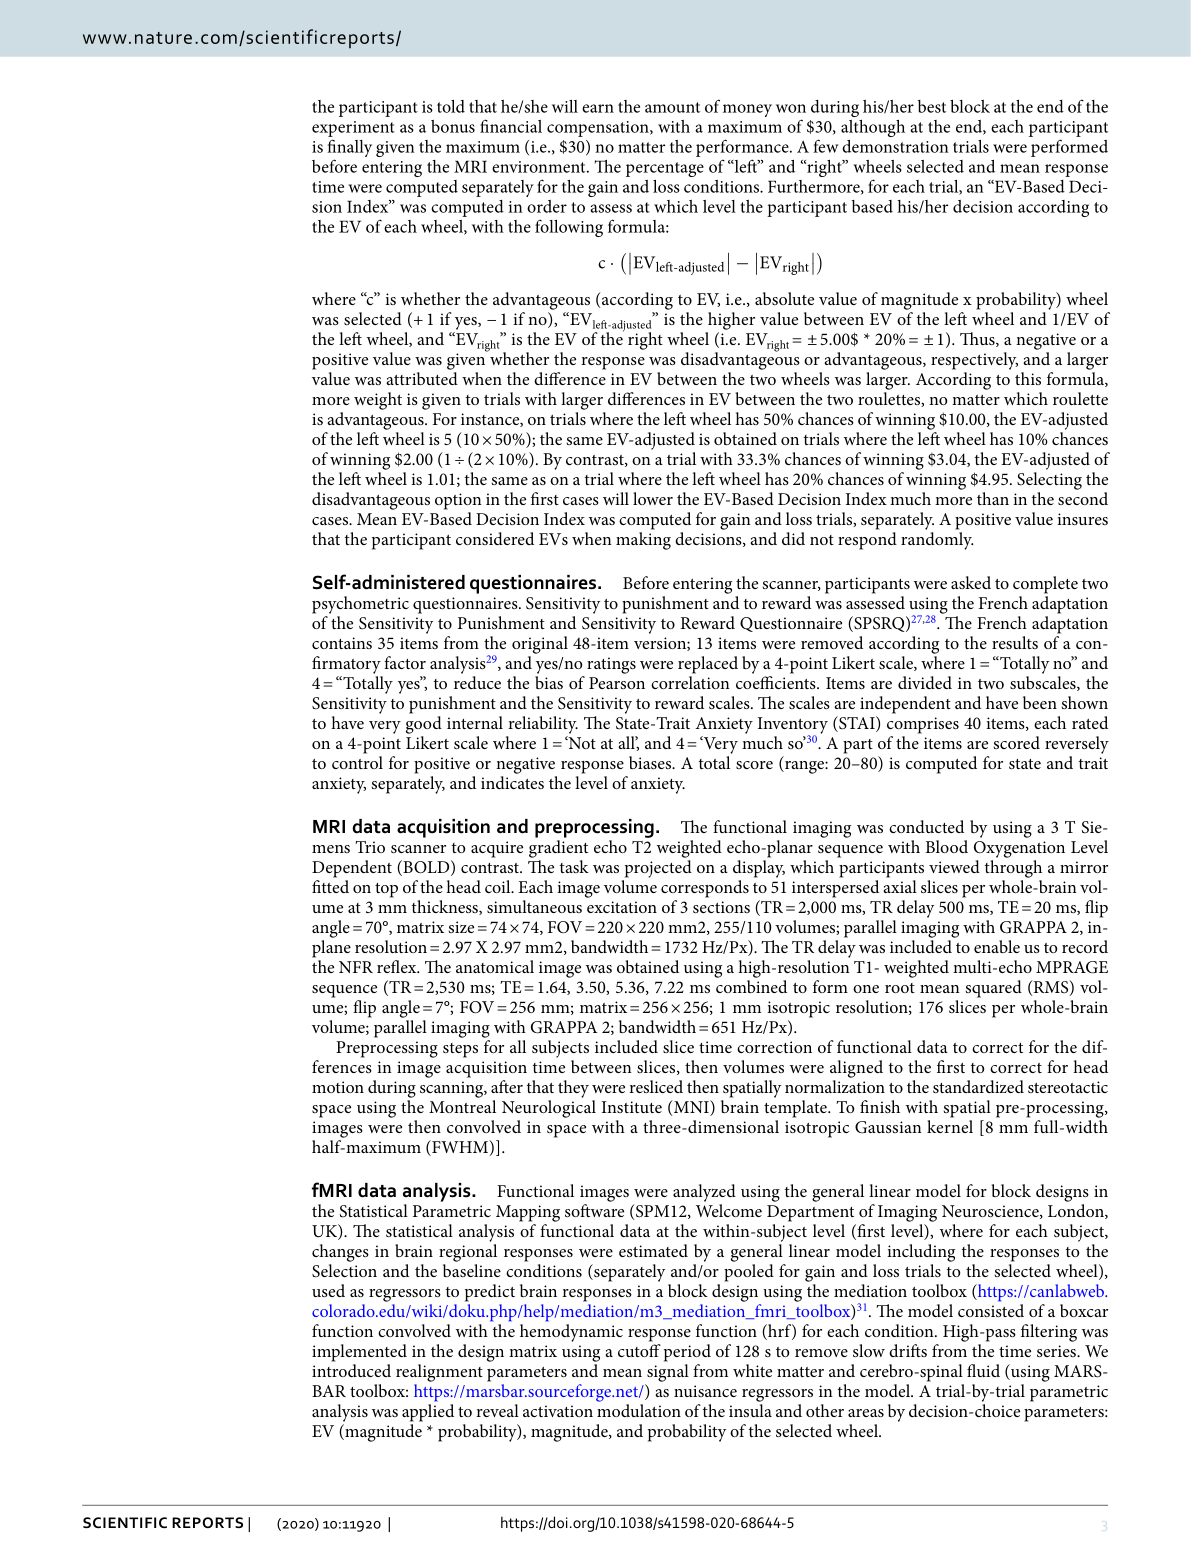 www.nature.com/scientificreports/
the participant is told that he/she will earn the amount of money won during his/her best block at the end of the
experiment as a bonus financial compensation, with a maximum of $30, although at the end, each participant
is finally given the maximum (i.e., $30) no matter the performance. A few demonstration trials were performed
before entering the MRI environment. The percentage of “left” and “right” wheels selected and mean response
time were computed separately for the gain and loss conditions. Furthermore, for each trial, an “EV-Based Deci-
sion Index” was computed in order to assess at which level the participant based his/her decision according to
the EV of each wheel, with the following formula:
c · (|EVleft-adjusted| − |EVright|)
where “c” is whether the advantageous (according to EV, i.e., absolute value of magnitude x probability) wheel
was selected (+ 1 if yes, − 1 if no), “EVleft-adjusted” is the higher value between EV of the left wheel and 1/EV of
the left wheel, and “EVright” is the EV of the right wheel (i.e. EVright = ± 5.00$ * 20% = ± 1). Thus, a negative or a
positive value was given whether the response was disadvantageous or advantageous, respectively, and a larger
value was attributed when the difference in EV between the two wheels was larger. According to this formula,
more weight is given to trials with larger differences in EV between the two roulettes, no matter which roulette
is advantageous. For instance, on trials where the left wheel has 50% chances of winning $10.00, the EV-adjusted
of the left wheel is 5 (10 × 50%); the same EV-adjusted is obtained on trials where the left wheel has 10% chances
of winning $2.00 (1 ÷ (2 × 10%). By contrast, on a trial with 33.3% chances of winning $3.04, the EV-adjusted of
the left wheel is 1.01; the same as on a trial where the left wheel has 20% chances of winning $4.95. Selecting the
disadvantageous option in the first cases will lower the EV-Based Decision Index much more than in the second
cases. Mean EV-Based Decision Index was computed for gain and loss trials, separately. A positive value insures
that the participant considered EVs when making decisions, and did not respond randomly.
Self-administered questionnaires. Before entering the scanner, participants were asked to complete two
psychometric questionnaires. Sensitivity to punishment and to reward was assessed using the French adaptation
of the Sensitivity to Punishment and Sensitivity to Reward Questionnaire (SPSRQ)27,28. The French adaptation
contains 35 items from the original 48-item version; 13 items were removed according to the results of a con-
firmatory factor analysis29, and yes/no ratings were replaced by a 4-point Likert scale, where 1 = “Totally no” and
4 = “Totally yes”, to reduce the bias of Pearson correlation coefficients. Items are divided in two subscales, the
Sensitivity to punishment and the Sensitivity to reward scales. The scales are independent and have been shown
to have very good internal reliability. The State-Trait Anxiety Inventory (STAI) comprises 40 items, each rated
on a 4-point Likert scale where 1 = ‘Not at all’, and 4 = ‘Very much so’30. A part of the items are scored reversely
to control for positive or negative response biases. A total score (range: 20–80) is computed for state and trait
anxiety, separately, and indicates the level of anxiety.
MRI data acquisition and preprocessing. The functional imaging was conducted by using a 3 T Sie-
mens Trio scanner to acquire gradient echo T2 weighted echo-planar sequence with Blood Oxygenation Level
Dependent (BOLD) contrast. The task was projected on a display, which participants viewed through a mirror
fitted on top of the head coil. Each image volume corresponds to 51 interspersed axial slices per whole-brain vol-
ume at 3 mm thickness, simultaneous excitation of 3 sections (TR = 2,000 ms, TR delay 500 ms, TE = 20 ms, flip
angle = 70°, matrix size = 74 × 74, FOV = 220 × 220 mm2, 255/110 volumes; parallel imaging with GRAPPA 2, in-
plane resolution = 2.97 X 2.97 mm2, bandwidth = 1732 Hz/Px). The TR delay was included to enable us to record
the NFR reflex. The anatomical image was obtained using a high-resolution T1- weighted multi-echo MPRAGE
sequence (TR = 2,530 ms; TE = 1.64, 3.50, 5.36, 7.22 ms combined to form one root mean squared (RMS) vol-
ume; flip angle = 7°; FOV = 256 mm; matrix = 256 × 256; 1 mm isotropic resolution; 176 slices per whole-brain
volume; parallel imaging with GRAPPA 2; bandwidth = 651 Hz/Px).
Preprocessing steps for all subjects included slice time correction of functional data to correct for the dif-
ferences in image acquisition time between slices, then volumes were aligned to the first to correct for head
motion during scanning, after that they were resliced then spatially normalization to the standardized stereotactic
space using the Montreal Neurological Institute (MNI) brain template. To finish with spatial pre-processing,
images were then convolved in space with a three-dimensional isotropic Gaussian kernel [8 mm full-width
half-maximum (FWHM)].
fMRI data analysis. Functional images were analyzed using the general linear model for block designs in
the Statistical Parametric Mapping software (SPM12, Welcome Department of Imaging Neuroscience, London,
UK). The statistical analysis of functional data at the within-subject level (first level), where for each subject,
changes in brain regional responses were estimated by a general linear model including the responses to the
Selection and the baseline conditions (separately and/or pooled for gain and loss trials to the selected wheel),
used as regressors to predict brain responses in a block design using the mediation toolbox (https://canlabweb.
colorado.edu/wiki/doku.php/help/mediation/m3_mediation_fmri_toolbox)31. The model consisted of a boxcar
function convolved with the hemodynamic response function (hrf) for each condition. High-pass filtering was
implemented in the design matrix using a cutoff period of 128 s to remove slow drifts from the time series. We
introduced realignment parameters and mean signal from white matter and cerebro-spinal fluid (using MARS-
BAR toolbox: https://marsbar.sourceforge.net/) as nuisance regressors in the model. A trial-by-trial parametric
analysis was applied to reveal activation modulation of the insula and other areas by decision-choice parameters:
EV (magnitude * probability), magnitude, and probability of the selected wheel.
SCIENTIFIC REPORTS | (2020) 10:11920 | https://doi.org/10.1038/s41598-020-68644-5 3